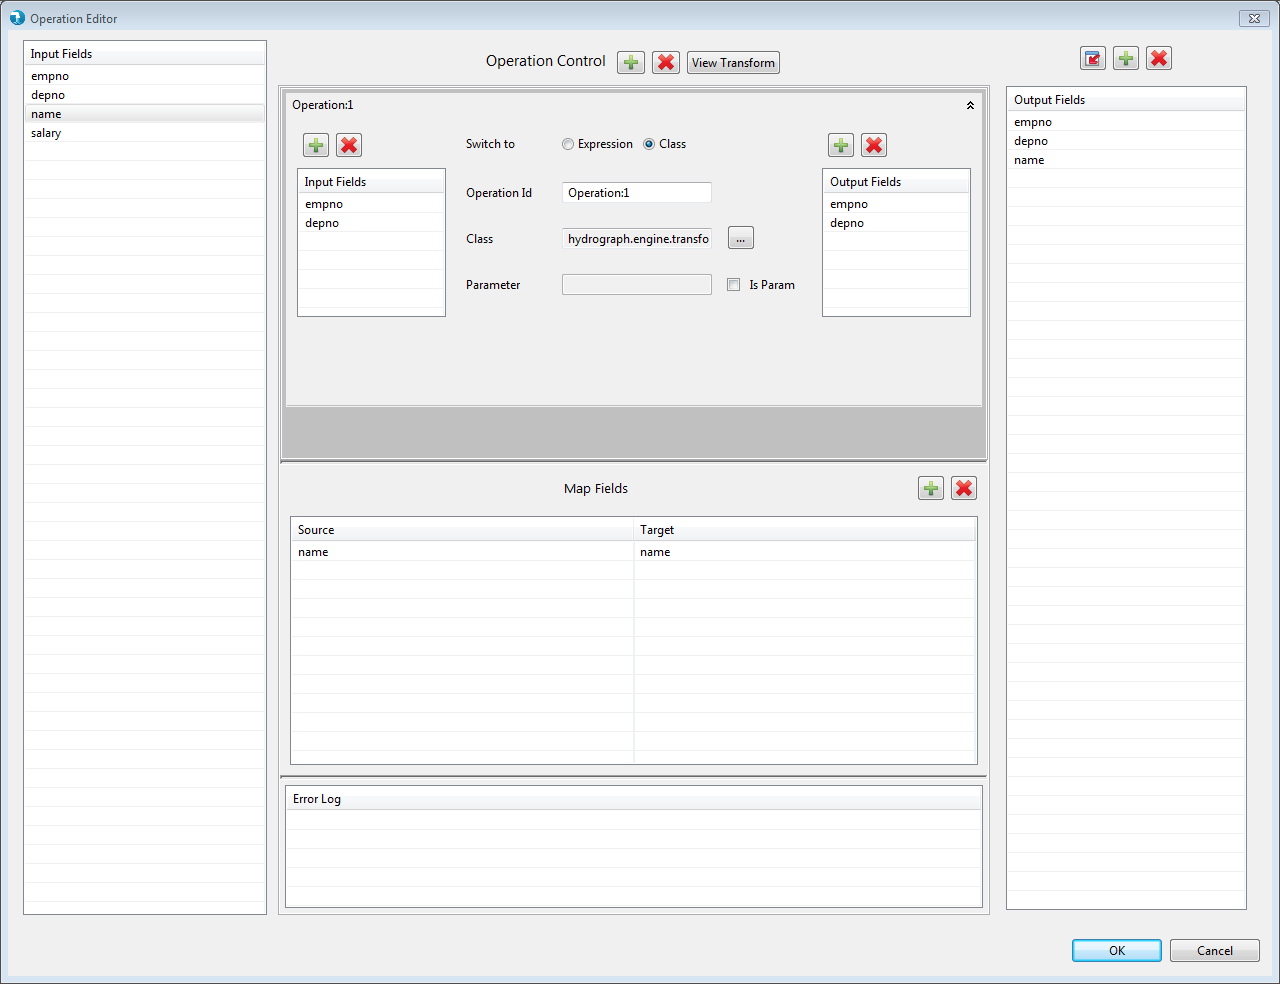 Operation Editor
Input Fields
empno
depno
name
salary
Operation Control
View Transform
Operation:1
Input Fields
empno
depno
Switch to
Expression
Class
Operation Id
Operation:1
Class
hydrograph.engine.transfo
...
Parameter
Is Param
Output Fields
empno
depno
Map Fields
Source
Target
name
name
Error Log
Output Fields
empno
depno
name
OK
Cancel